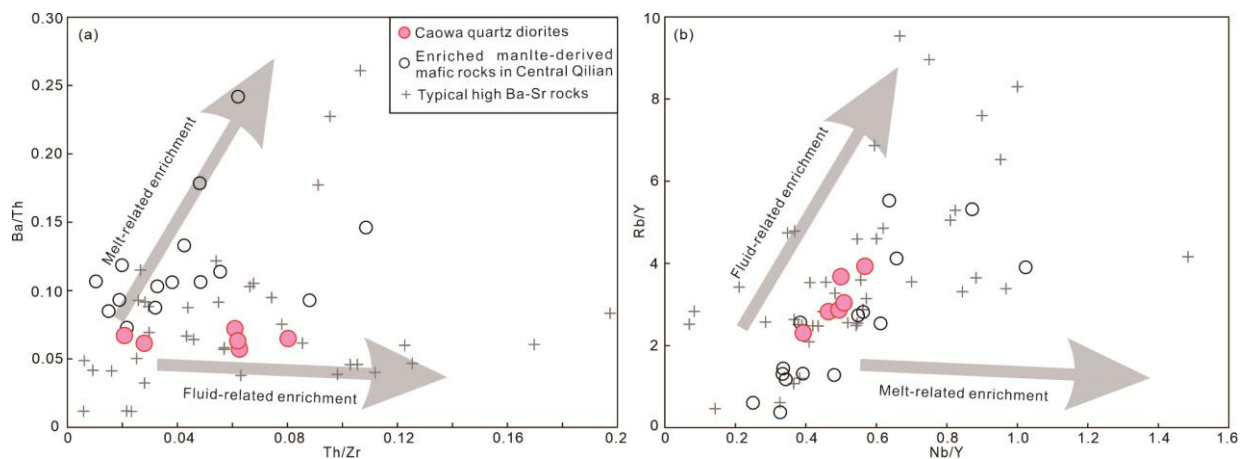 (a)
Caowa quartz diorites
Enriched manlte-derived
mafic rocks in Central Qilian
Typical high Ba-Sr rocks
0.30
0.25
0.20
0.15
0.10
0.05
0
Ba/Th
Melt-related enrichment
Fluid-related enrichment
0
0.04
0.08
0.12
0.16
0.2
Th/Zr
(b)
10
8
6
4
2
0
Rb/Y
Fluid-related enrichment
Melt-related enrichment
0
0.2
0.4
0.6
0.8
1.0
1.2
1.4
1.6
Nb/Y